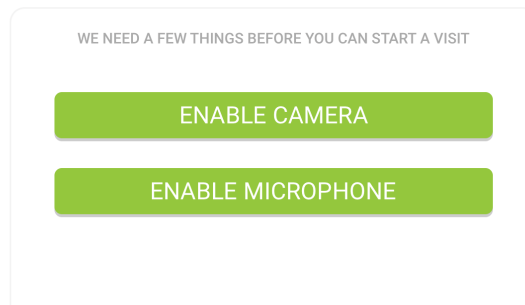 WE NEED A FEW THINGS BEFORE YOU CAN START A VISIT
ENABLE CAMERA
ENABLE MICROPHONE